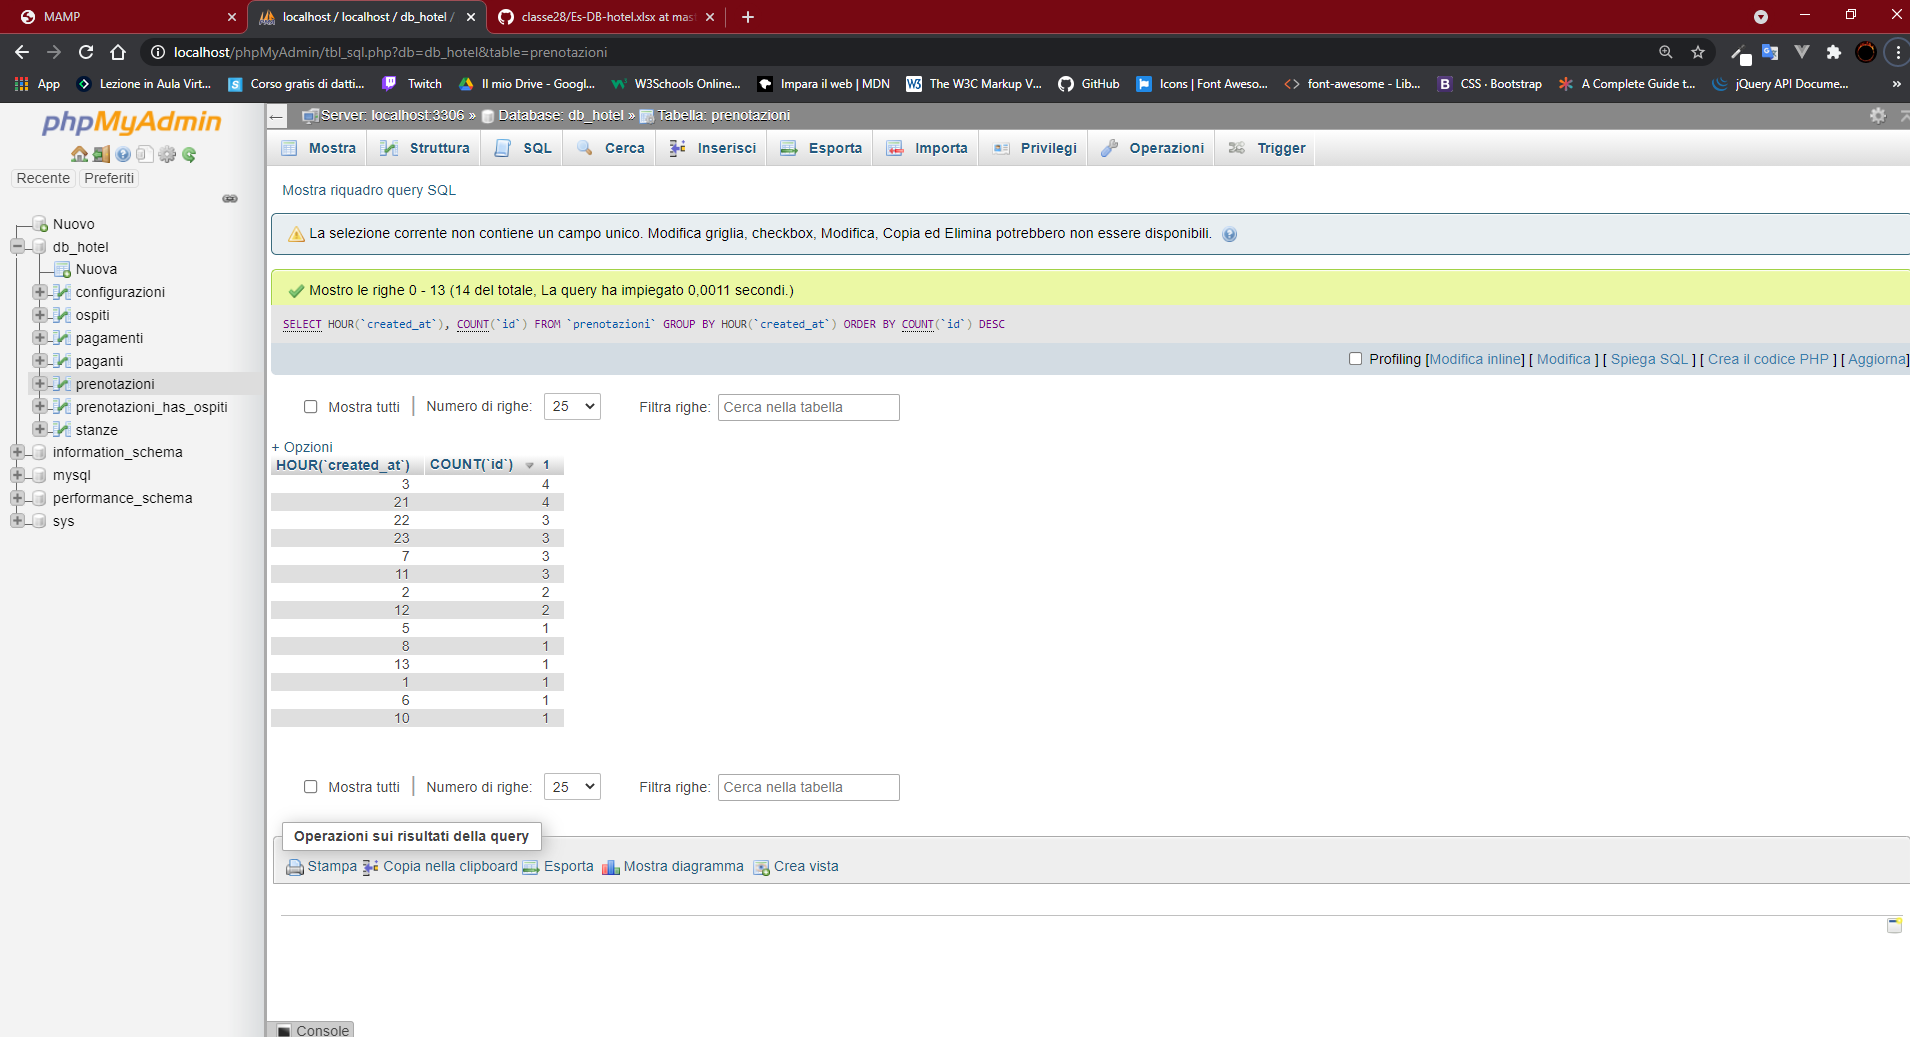 MAMP
localhost / localhost / db_hotel /
classe28/Es-DB-hotel.xlsx at mas
localhost/phpMyAdmin/tbl_sql.php?db=db_hotel&table=prenotazioni
App
Lezione in Aula Virt...
Corso gratis di datti...
Twitch
Il mio Drive - Googl...
W3Schools Online...
Impara il web | MDN
The W3C Markup V...
GitHub
Icons | Font Aweso...
font-awesome - Lib...
CSS · Bootstrap
A Complete Guide t...
jQuery API Docume...
»
phpMyAdmin
Recente
Preferiti
Nuovo
db_hotel
Nuova
configurazioni
ospiti
pagamenti
paganti
prenotazioni
prenotazioni_has_ospiti
stanze
information_schema
mysql
performance_schema
sys
Server: localhost:3306 » Database: db_hotel » Tabella: prenotazioni
Mostra
Struttura
SQL
Cerca
Inserisci
Esporta
Importa
Privilegi
Operazioni
Trigger
Mostra riquadro query SQL
La selezione corrente non contiene un campo unico. Modifica griglia, checkbox, Modifica, Copia ed Elimina potrebbero non essere disponibili.
Mostro le righe 0 - 13 (14 del totale, La query ha impiegato 0,0011 secondi.)
SELECT HOUR(`created_at`), COUNT(`id`) FROM `prenotazioni` GROUP BY HOUR(`created_at`) ORDER BY COUNT(`id`) DESC
Profiling [Modifica inline] [ Modifica ] [ Spiega SQL ] [ Crea il codice PHP ] [ Aggiorna]
Mostra tutti | Numero di righe: 25 Filtra righe: Cerca nella tabella
+ Opzioni
HOUR(`created_at`) COUNT(`id`) 1
3 4
21 4
22 3
23 3
7 3
11 3
2 2
12 2
5 1
8 1
13 1
1 1
6 1
10 1
Mostra tutti | Numero di righe: 25 Filtra righe: Cerca nella tabella
Operazioni sui risultati della query
Stampa Copia nella clipboard Esporta Mostra diagramma Crea vista
Console